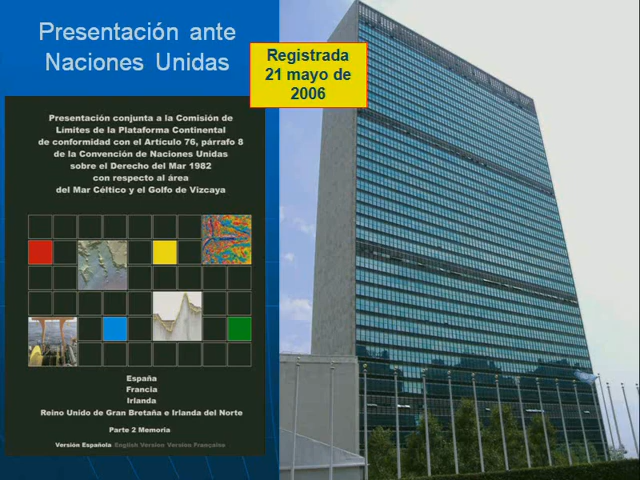 Presentación ante
Naciones Unidas
Registrada
21 mayo de
2006
Presentación conjunta a la Comisión de
Límites de la Plataforma Continental
de conformidad con el Artículo 76, párrafo 8
de la Convención de Naciones Unidas
sobre el Derecho del Mar 1982
con respecto al área
del Mar Céltico y el Golfo de Vizcaya
España
Francia
Irlanda
Reino Unido de Gran Bretaña e Irlanda del Norte
Parte 2 Memoria
Versión Española English Version Version Française